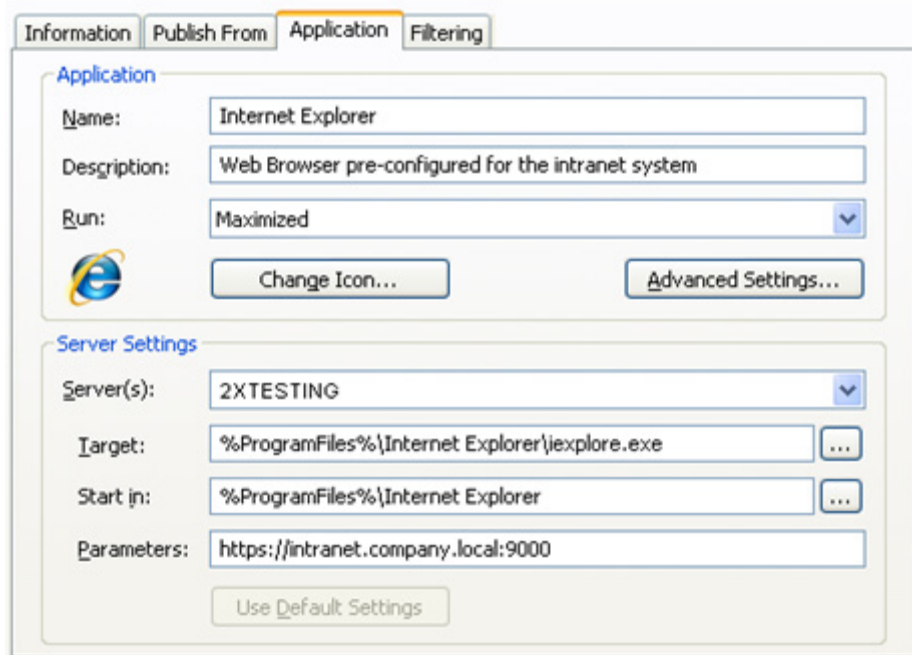 Information Publish From Application Filtering
Application
Name: Internet Explorer
Description: Web Browser pre-configured for the intranet system
Run: Maximized
Change Icon... Advanced Settings...
Server Settings
Server(s): 2XTESTING
Target: %ProgramFiles%\Internet Explorer\iexplore.exe ...
Start in: %ProgramFiles%\Internet Explorer ...
Parameters: https://intranet.company.local:9000
Use Default Settings